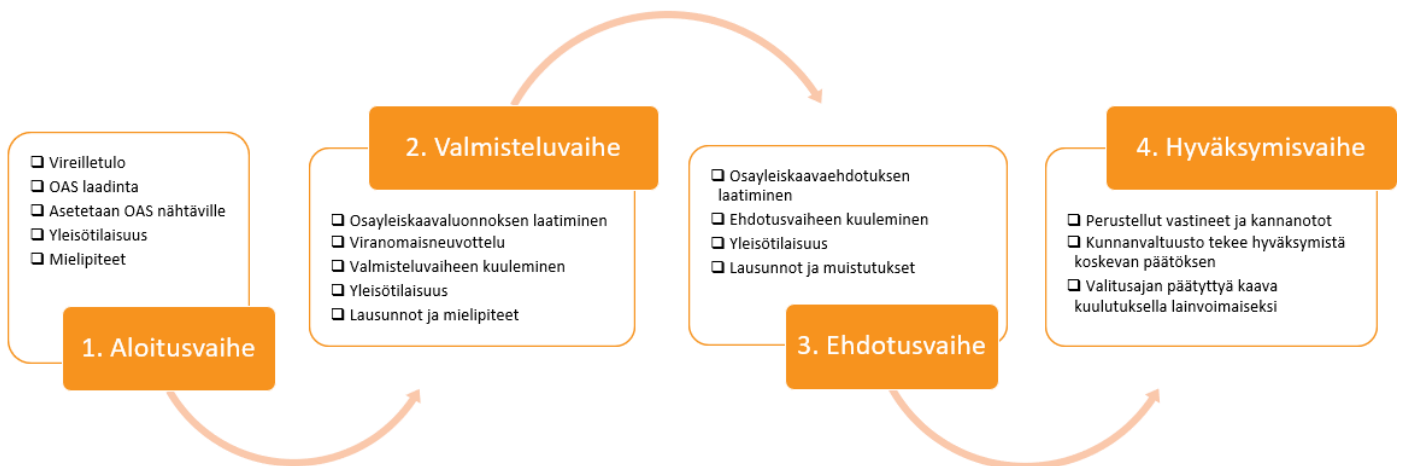 ❑ Vireilletulo
❑ OAS laadinta
❑ Asetetaan OAS nähtäville
❑ Yleisötilaisuus
❑ Mielipiteet
1. Aloitusvaihe
2. Valmisteluvaihe
❑ Osayleiskaavaluonnoksen laatiminen
❑ Viranomaisneuvottelu
❑ Valmisteluvaiheen kuuleminen
❑ Yleisötilaisuus
❑ Lausunnot ja mielipiteet
❑ Osayleiskaavaehdotuksen
laatiminen
❑ Ehdotusvaiheen kuuleminen
❑ Yleisötilaisuus
❑ Lausunnot ja muistutukset
3. Ehdotusvaihe
4. Hyväksymisvaihe
❑ Perustellut vastineet ja kannanotot
❑ Kunnanvaltuusto tekee hyväksymistä
koskevan päätöksen
❑ Valitusajan päätyttyä kaava
kuulutuksella lainvoimaiseksi